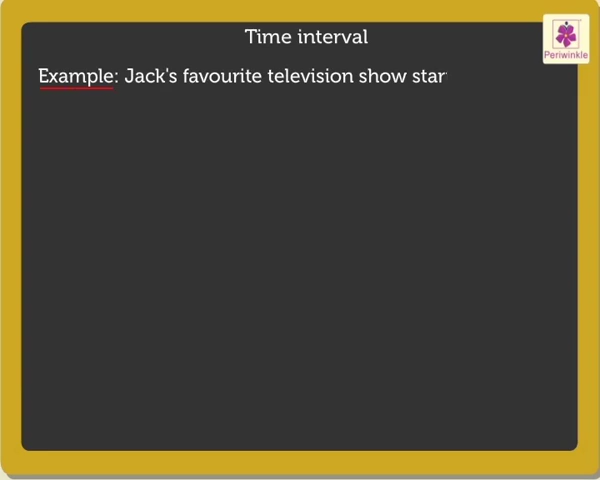 Time interval
Periwinkle
Example: Jack's favourite television show star